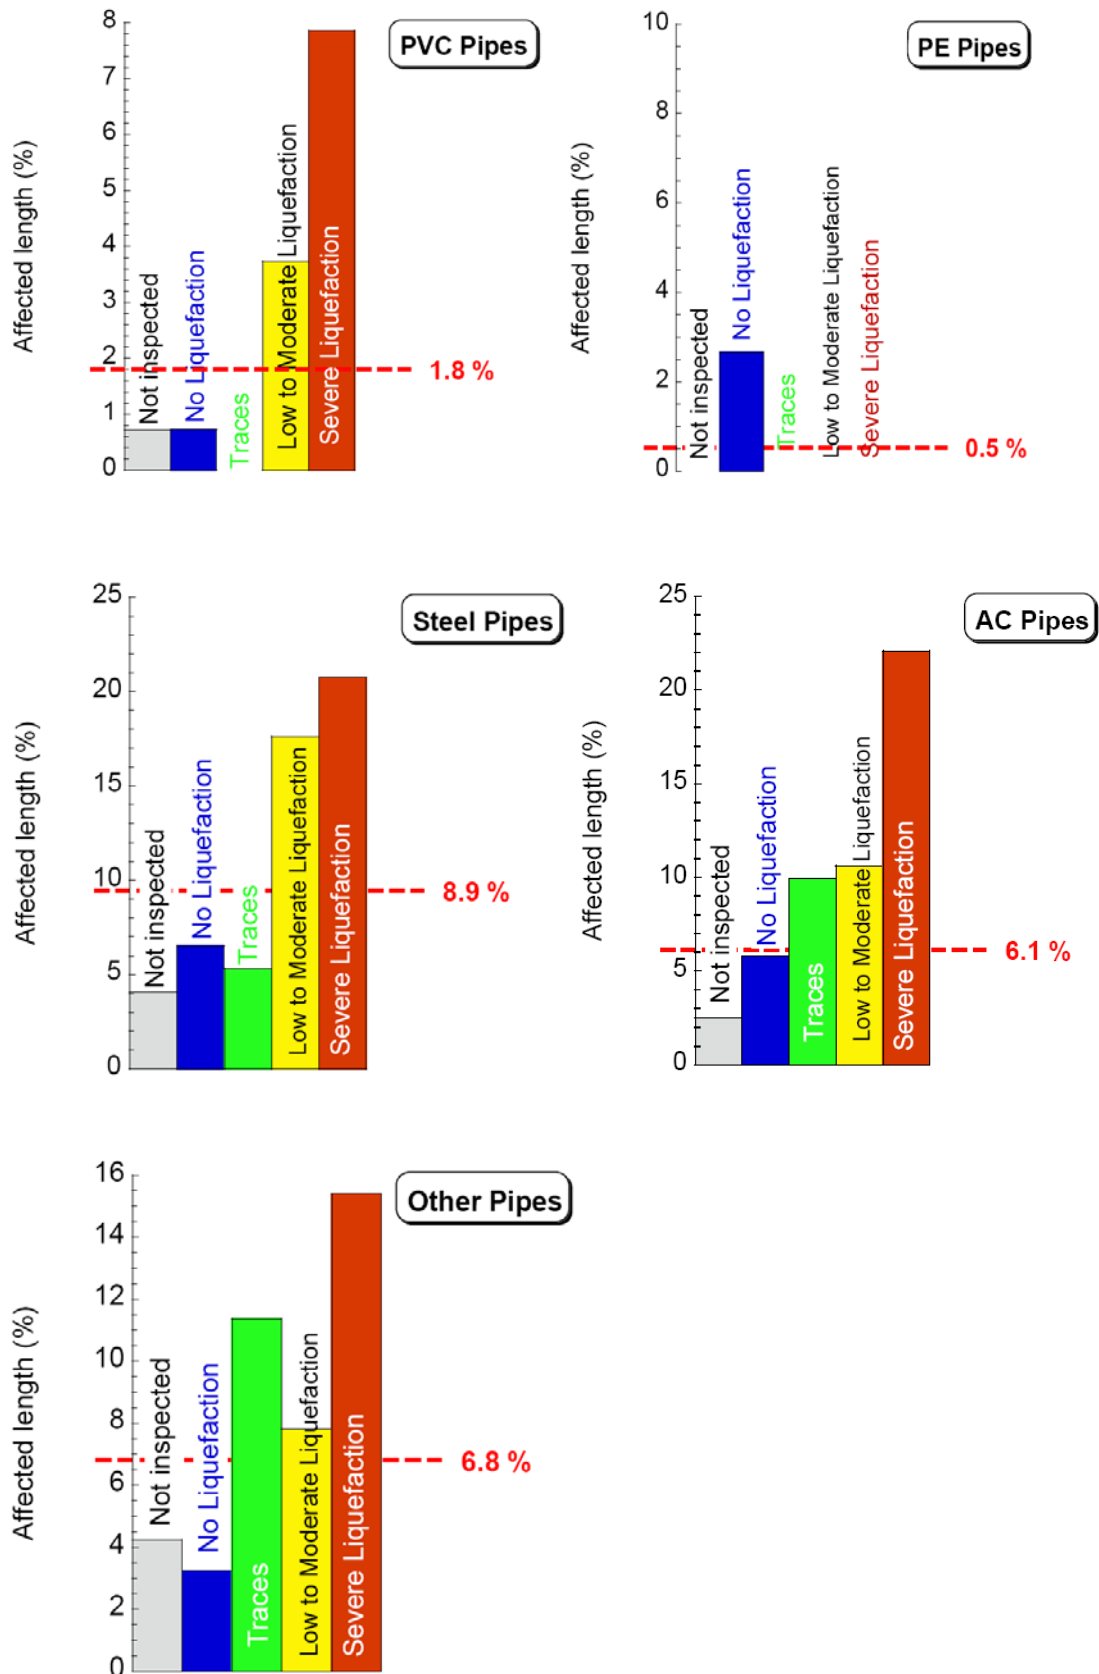 PVC Pipes
Affected length (%)
8
7
6
5
4
3
2
1
0
Not inspected
No Liquefaction
Traces
Low to Moderate Liquefaction
Severe Liquefaction
1.8 %
PE Pipes
Affected length (%)
10
8
6
4
2
0
Not inspected
No Liquefaction
Traces
Low to Moderate Liquefaction
Severe Liquefaction
0.5 %
Steel Pipes
Affected length (%)
25
20
15
10
5
0
Not inspected
No Liquefaction
Traces
Low to Moderate Liquefaction
Severe Liquefaction
8.9 %
AC Pipes
Affected length (%)
25
20
15
10
5
0
Not inspected
No Liquefaction
Traces
Low to Moderate Liquefaction
Severe Liquefaction
6.1 %
Other Pipes
Affected length (%)
16
14
12
10
8
6
4
2
0
Not inspected
No Liquefaction
Traces
Low to Moderate Liquefaction
Severe Liquefaction
6.8 %